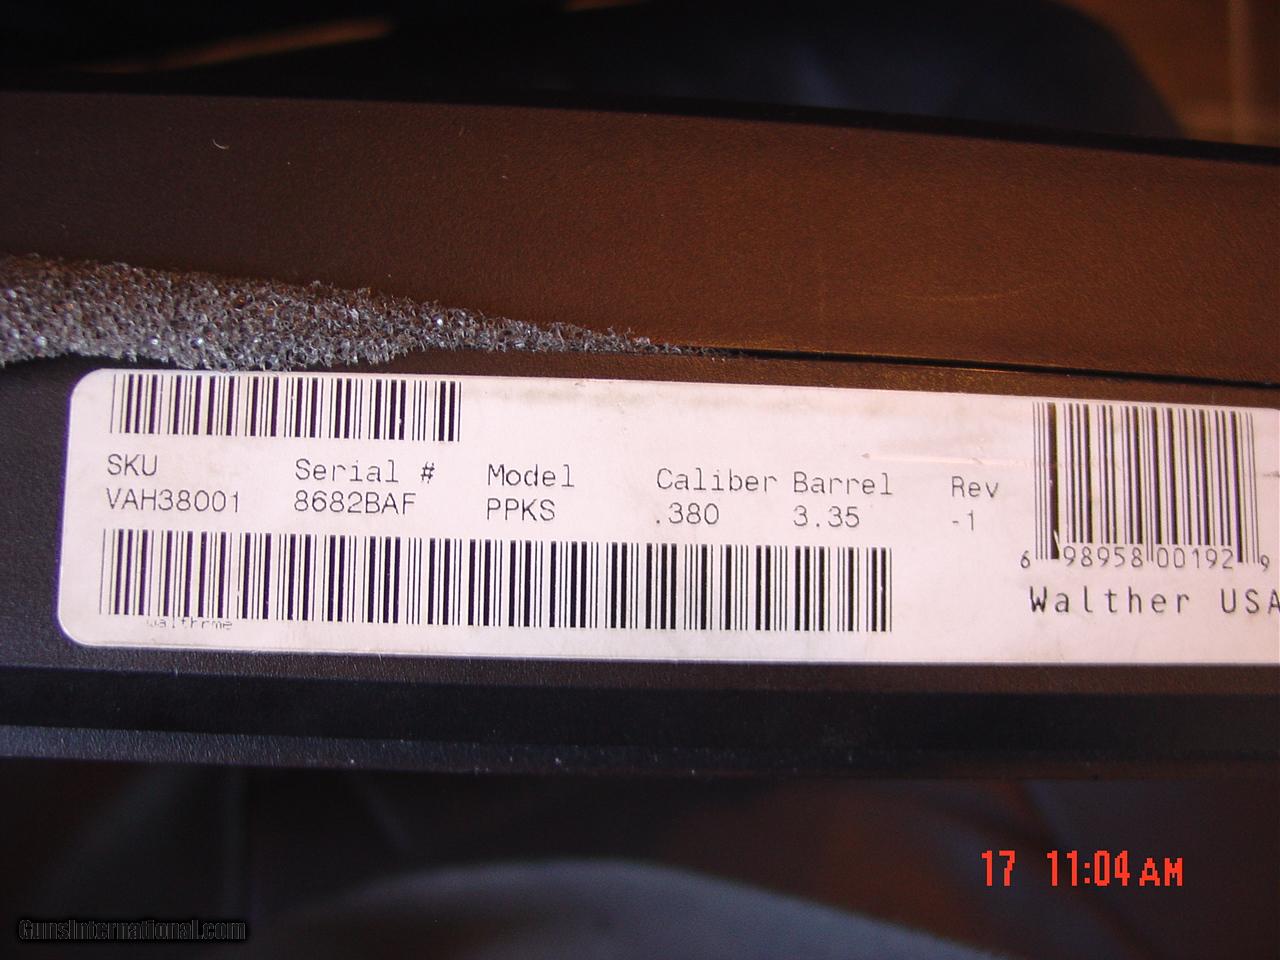 SKU Serial # Model Caliber Barrel Rev
VAH38001 8682BAF PPKS .380 3.35 -1
6 98958 00192 9
Walther USA
walthrme
17 11:04 AM
GunsInternational.com